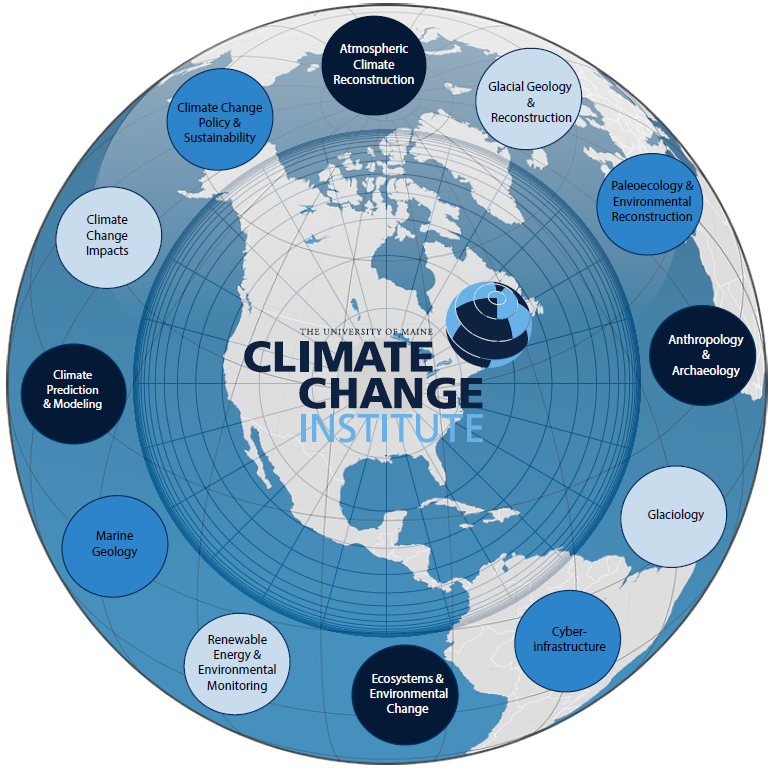 Atmospheric
Climate
Reconstruction
Glacial Geology
&
Reconstruction
Paleoecology &
Environmental
Reconstruction
Anthropology
&
Archaeology
Glaciology
Cyber-
infrastructure
Ecosystems &
Environmental
Change
Renewable
Energy &
Environmental
Monitoring
Marine
Geology
Climate
Prediction
& Modeling
Climate
Change
Impacts
Climate Change
Policy &
Sustainability
THE UNIVERSITY OF MAINE
CLIMATE
CHANGE
INSTITUTE